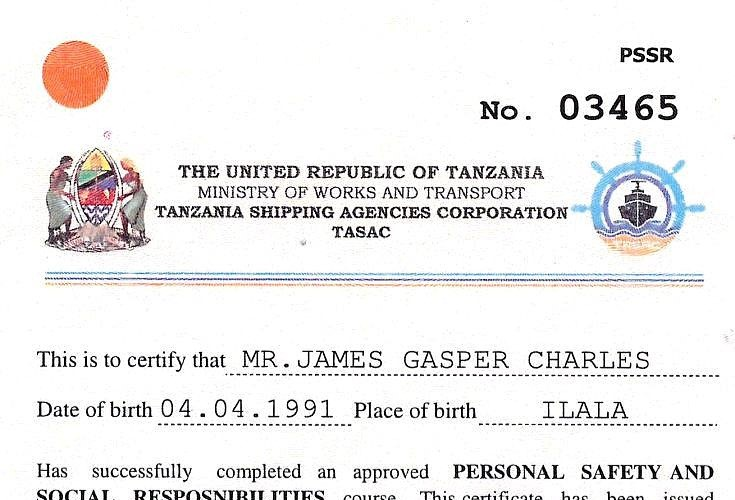 PSSR
No. 03465
THE UNITED REPUBLIC OF TANZANIA
MINISTRY OF WORKS AND TRANSPORT
TANZANIA SHIPPING AGENCIES CORPORATION
TASAC
This is to certify that MR.JAMES GASPER CHARLES
Date of birth 04.04.1991 Place of birth ILALA
Has successfully completed an approved PERSONAL SAFETY AND
SOCIAL RESPOSNIBILITIES course. This certificate has been issued